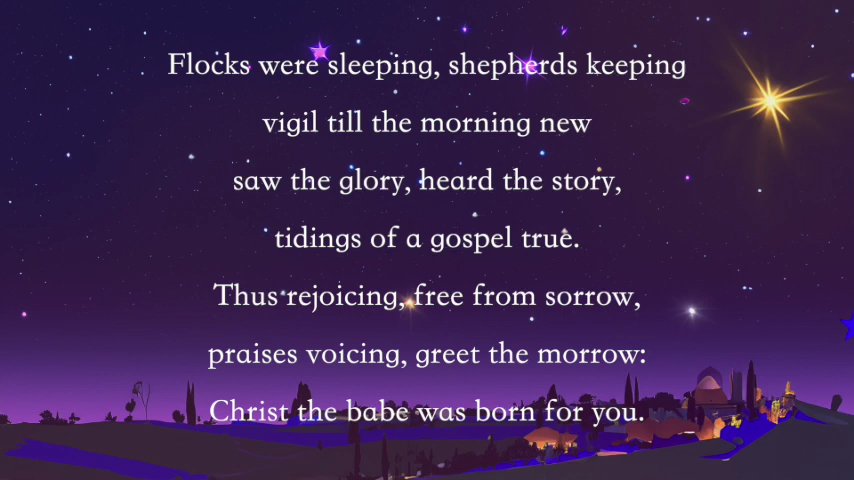 Flocks were sleeping, shepherds keeping
vigil till the morning new
saw the glory, heard the story,
tidings of a gospel true.
Thus rejoicing, free from sorrow,
praises voicing, greet the morrow:
Christ the babe was born for you.